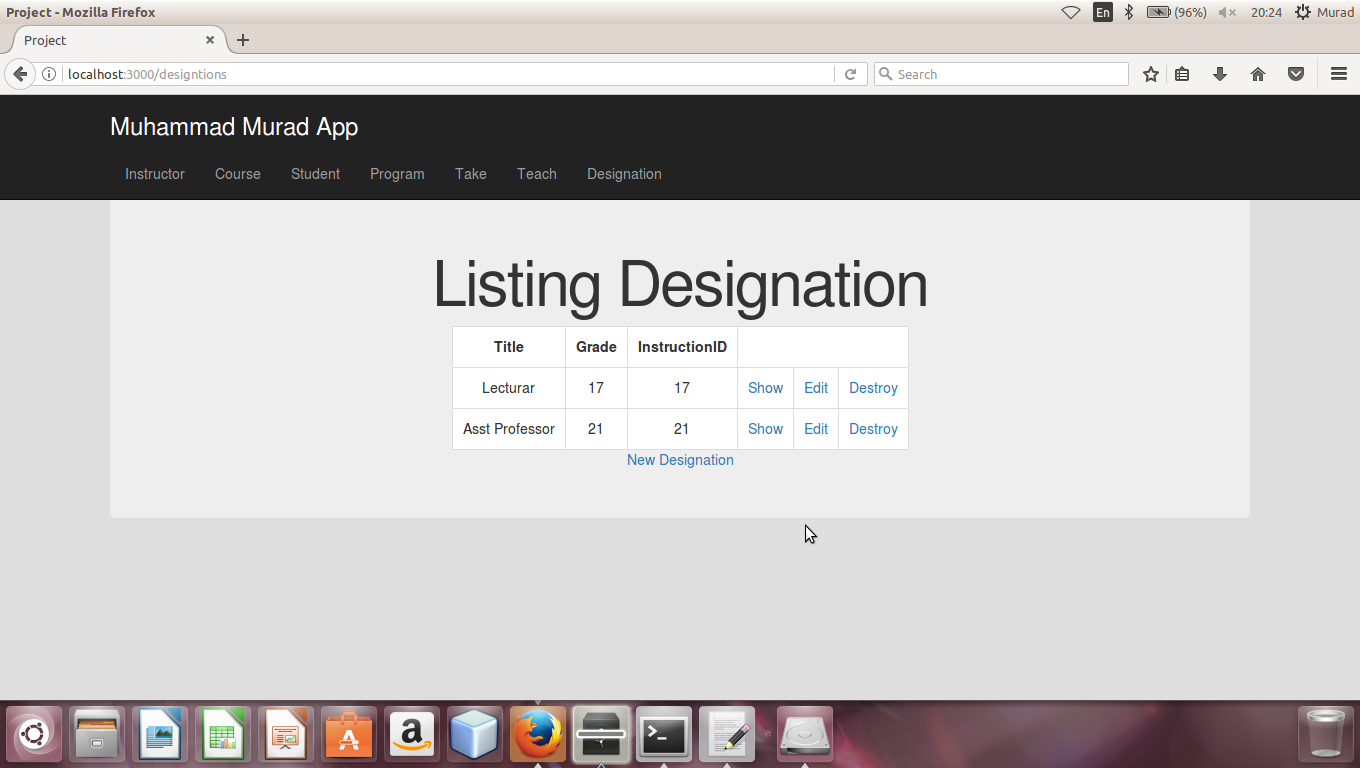 Project - Mozilla Firefox
En
(96%)
20:24
Murad
Project
localhost:3000/designtions
Search
Muhammad Murad App
Instructor Course Student Program Take Teach Designation
Listing Designation
Title Grade InstructionID
Lecturar 17 17 Show Edit Destroy
Asst Professor 21 21 Show Edit Destroy
New Designation